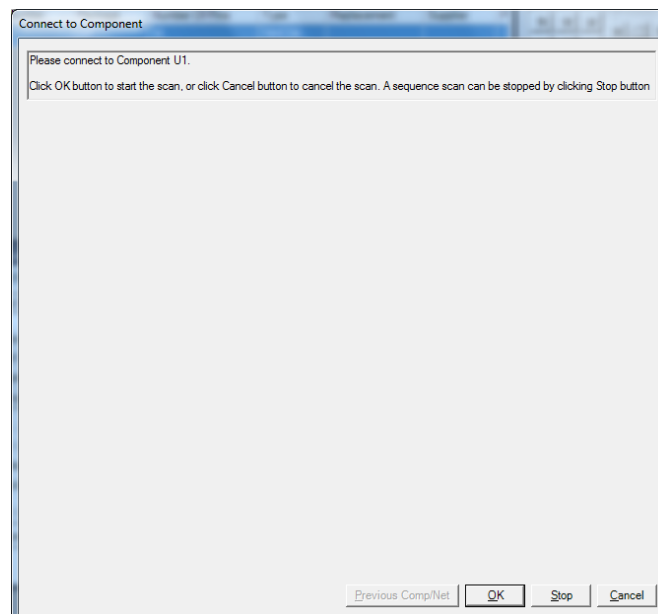 Connect to Component
Please connect to Component U1.
Click OK button to start the scan, or click Cancel button to cancel the scan. A sequence scan can be stopped by clicking Stop button
Previous Comp/Net OK Stop Cancel